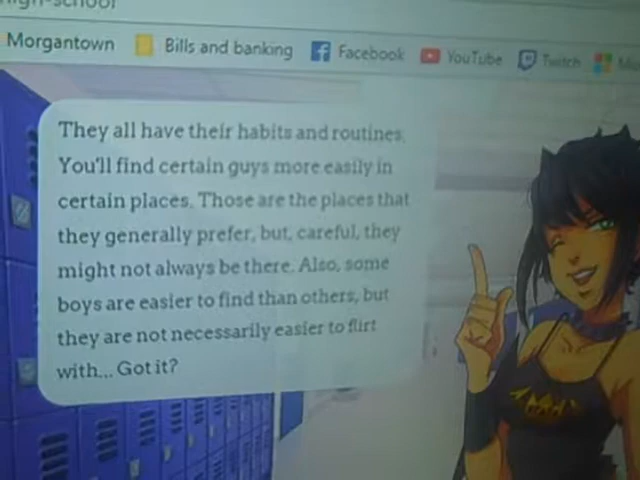 high-school
Morgantown Bills and banking Facebook YouTube Twitch
They all have their habits and routines.
You'll find certain guys more easily in
certain places. Those are the places that
they generally prefer, but, careful, they
might not always be there. Also, some
boys are easier to find than others, but
they are not necessarily easier to flirt
with... Got it?